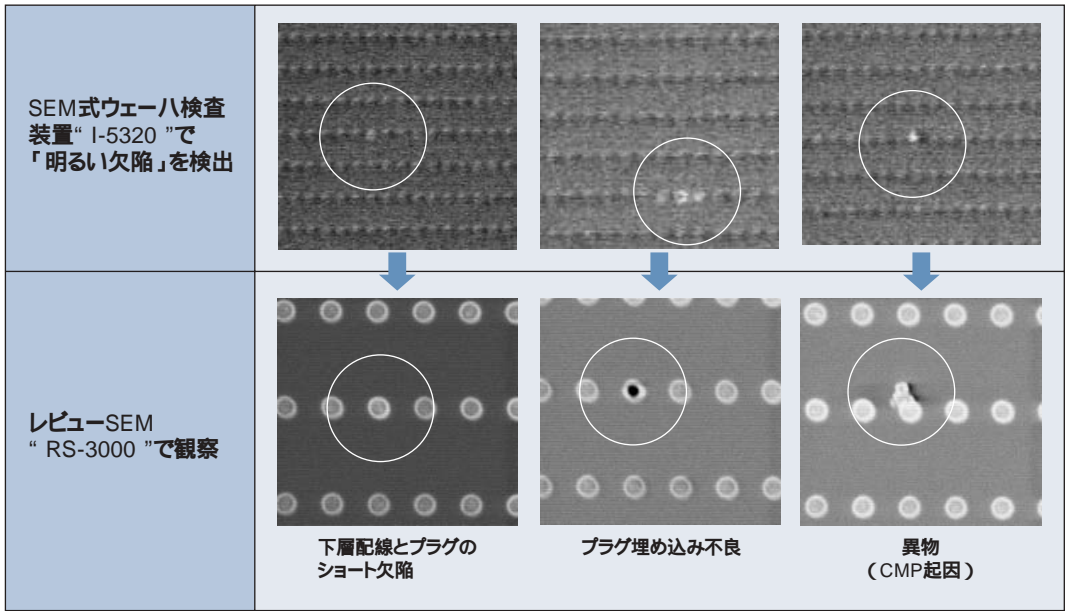 SEM式ウェーハ検査
装置“ I-5320 ”で
「明るい欠陥」を検出
レビューSEM
“ RS-3000 ”で観察
下層配線とプラグの
ショート欠陥
プラグ埋め込み不良
異物
（CMP起因）